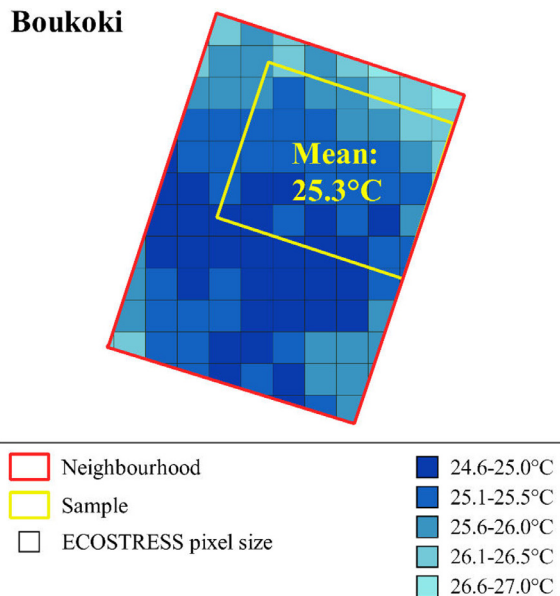 Boukoki
Mean:
25.3°C
Neighbourhood
Sample
ECOSTRESS pixel size
24.6-25.0°C
25.1-25.5°C
25.6-26.0°C
26.1-26.5°C
26.6-27.0°C